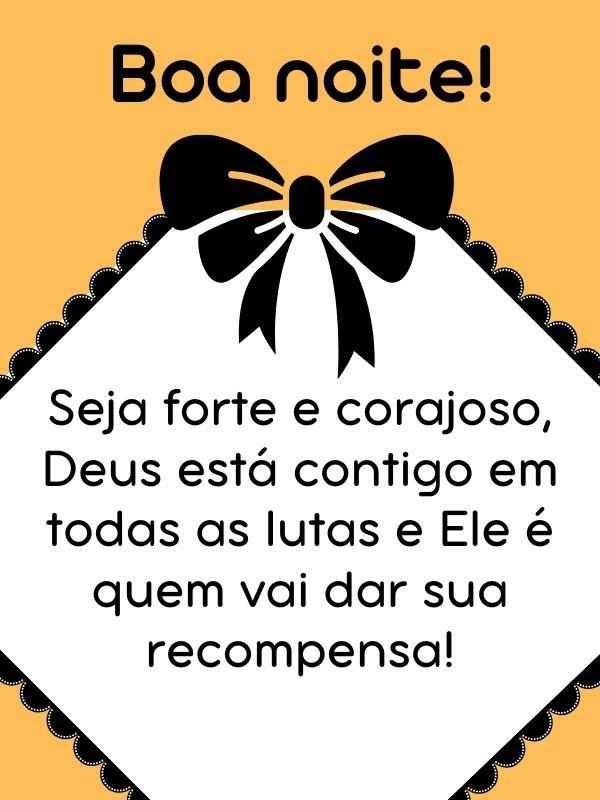 Boa noite!
Seja forte e corajoso,
Deus está contigo em
todas as lutas e Ele é
quem vai dar sua
recompensa!